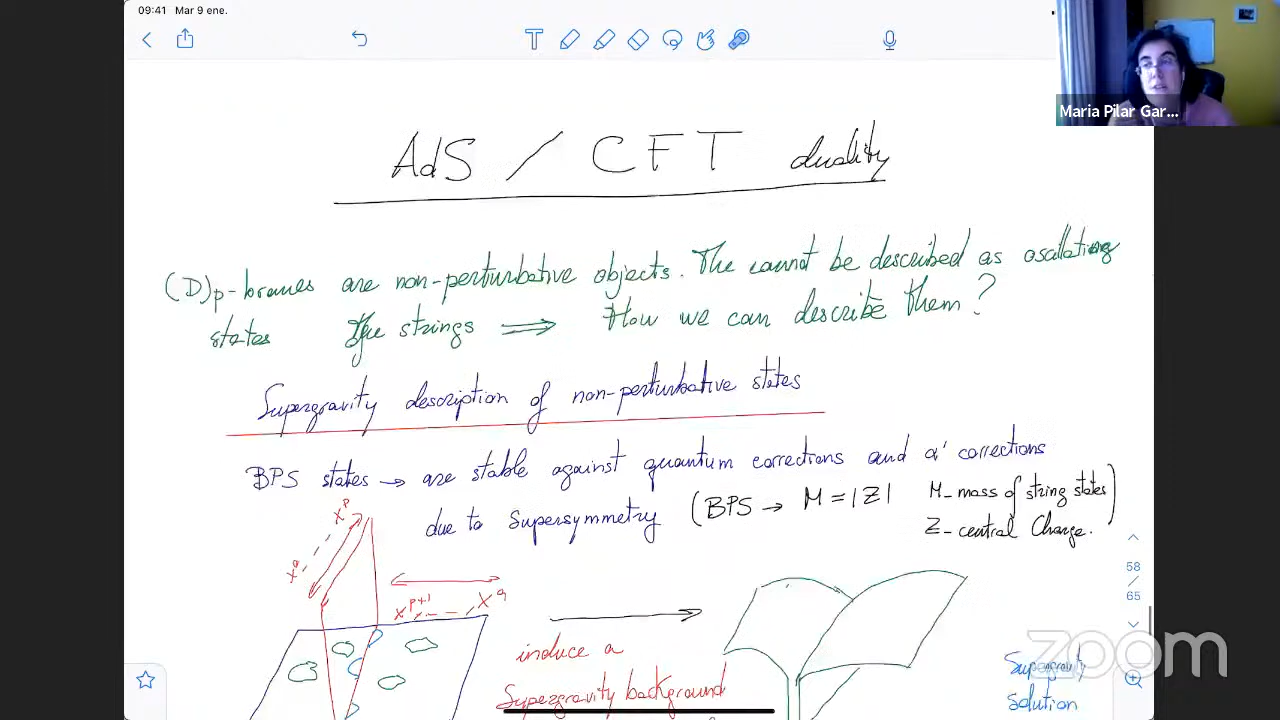 09:41 Mar 9 ene.
Maria Pilar Gar...
AdS / CFT duality
(D)p-branes are non-perturbative objects. The cannot be described as oscillating
states of the strings ⟹ How we can describe them?
Supergravity description of non-perturbative states
BPS states → are stable against quantum corrections and α' corrections
due to Supersymmetry (BPS → M = |Z| M - mass of string states
Z - central Charge.)
x^p
x^0
x^{p+1} - - - x^9
induce a
Supergravity background
Supergravity
solution
58
/
65
zoom